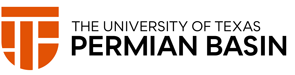 THE UNIVERSITY OF TEXAS
PERMIAN BASIN